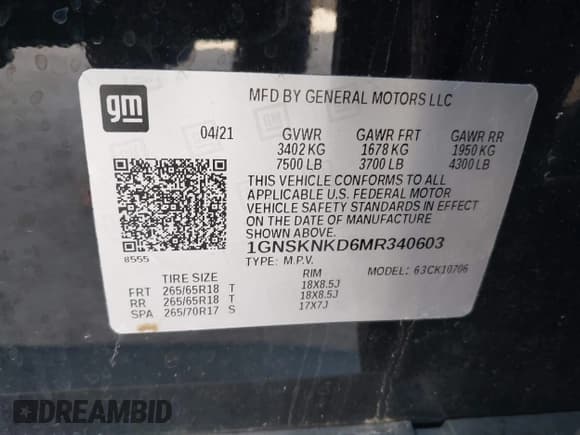 gm
MFD BY GENERAL MOTORS LLC
04/21 GVWR GAWR FRT GAWR RR
3402 KG 1678 KG 1950 KG
7500 LB 3700 LB 4300 LB
THIS VEHICLE CONFORMS TO ALL
APPLICABLE U.S. FEDERAL MOTOR
VEHICLE SAFETY STANDARDS IN EFFECT
ON THE DATE OF MANUFACTURE
SHOWN ABOVE.
8555
1GNSKNKD6MR340603
TYPE: M.P.V. MODEL: 63CK10706
TIRE SIZE RIM
FRT 265/65R18 T 18X8.5J
RR 265/65R18 T 18X8.5J
SPA 265/70R17 S 17X7J
DREAMBID